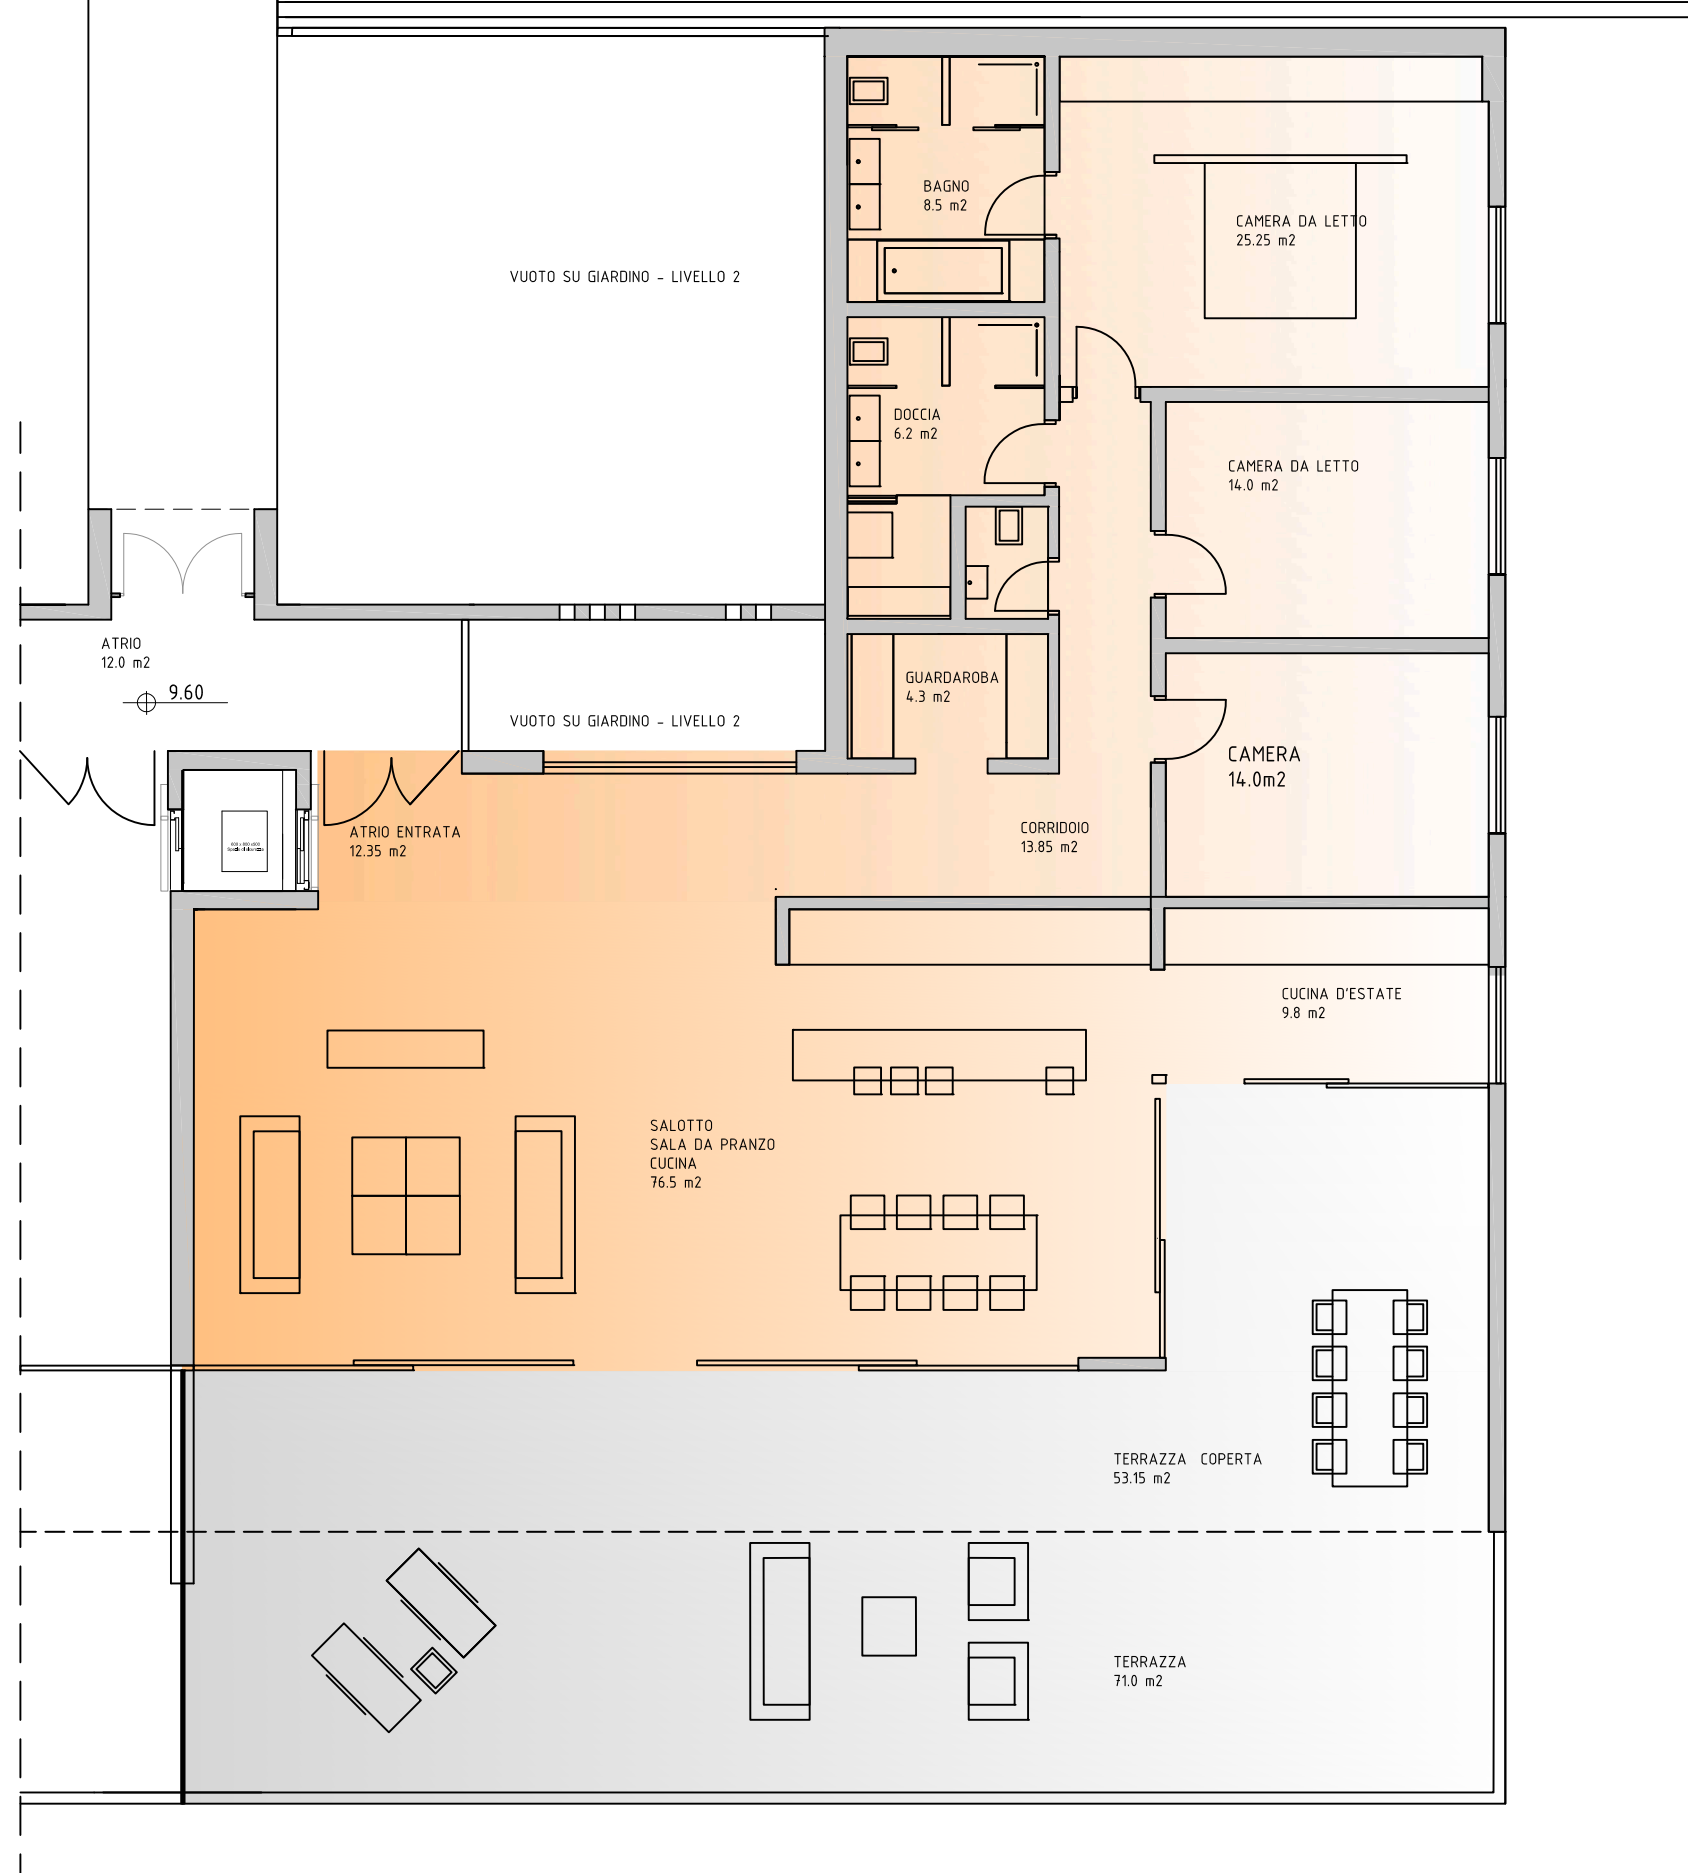 BAGNO
8.5 m2
CAMERA DA LETTO
25.25 m2
VUOTO SU GIARDINO - LIVELLO 2
DOCCIA
6.2 m2
CAMERA DA LETTO
14.0 m2
ATRIO
12.0 m2
9.60
GUARDAROBA
4.3 m2
VUOTO SU GIARDINO - LIVELLO 2
CAMERA
14.0m2
ATRIO ENTRATA
12.35 m2
CORRIDOIO
13.85 m2
CUCINA D'ESTATE
9.8 m2
SALOTTO
SALA DA PRANZO
CUCINA
76.5 m2
TERRAZZA COPERTA
53.15 m2
TERRAZZA
71.0 m2